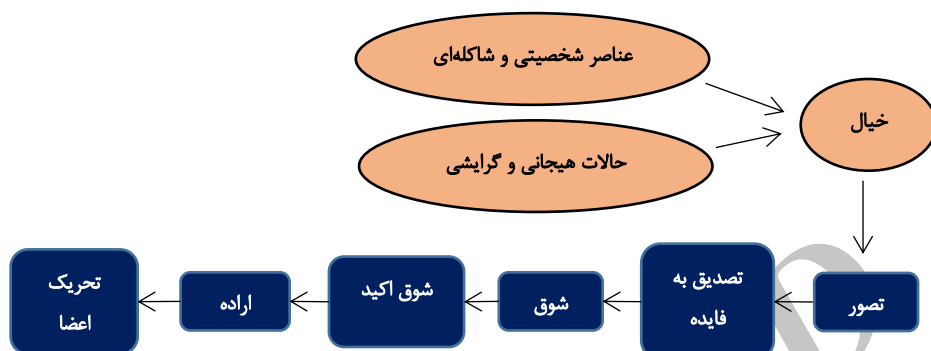 عناصر شخصیتی و شاکله‌ای
خیال
حالات هیجانی و گرایشی
تصور
تصدیق به
فایده
شوق
شوق اکید
اراده
تحریک
اعضا